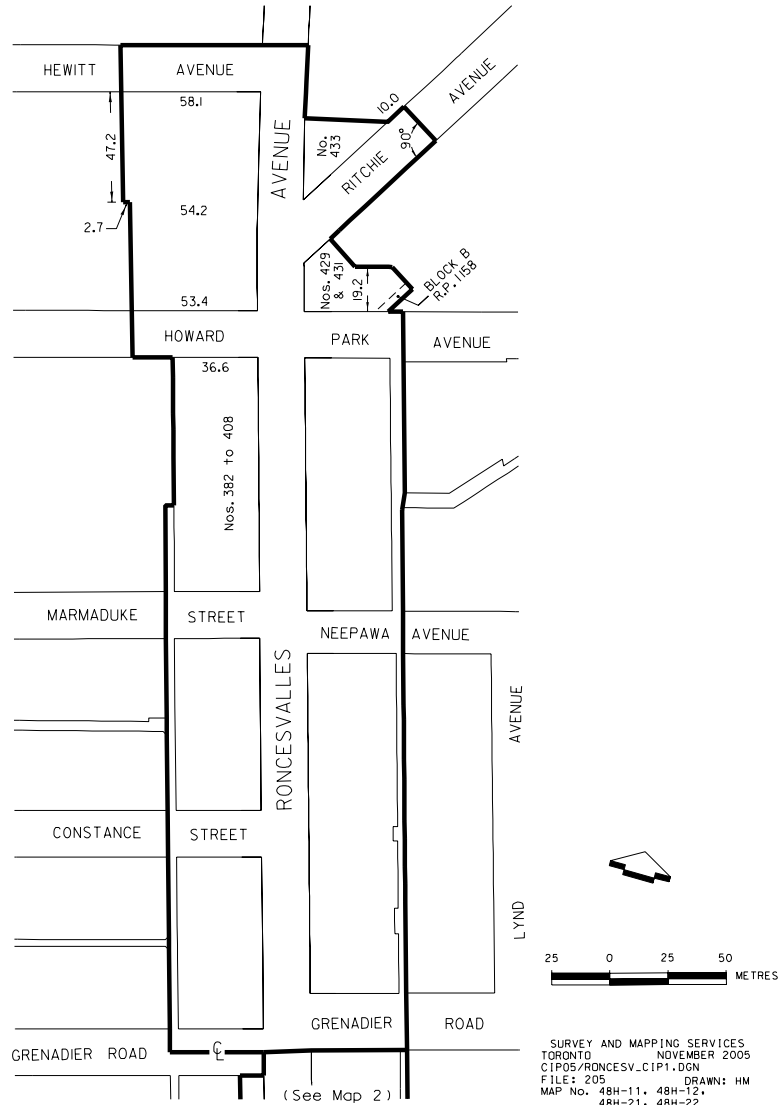 HEWITT AVENUE
58.1
47.2
54.2
2.7
53.4
AVENUE
10.0
AVENUE
No.
433
90°
RITCHIE
BLOCK B
R.P. 1158
Nos. 429
& 431
19.2
HOWARD PARK AVENUE
36.6
Nos. 382 to 408
MARMADUKE STREET
NEEPAWA AVENUE
RONCESVALLES
AVENUE
CONSTANCE STREET
LYND
25 0 25 50
METRES
GRENADIER ROAD
GRENADIER ROAD
CL
(See Map 2)
SURVEY AND MAPPING SERVICES
TORONTO NOVEMBER 2005
CIP05/RONCESV_CIP1.DGN
FILE: 205 DRAWN: HM
MAP No. 48H-11, 48H-12,
48H-21, 48H-22